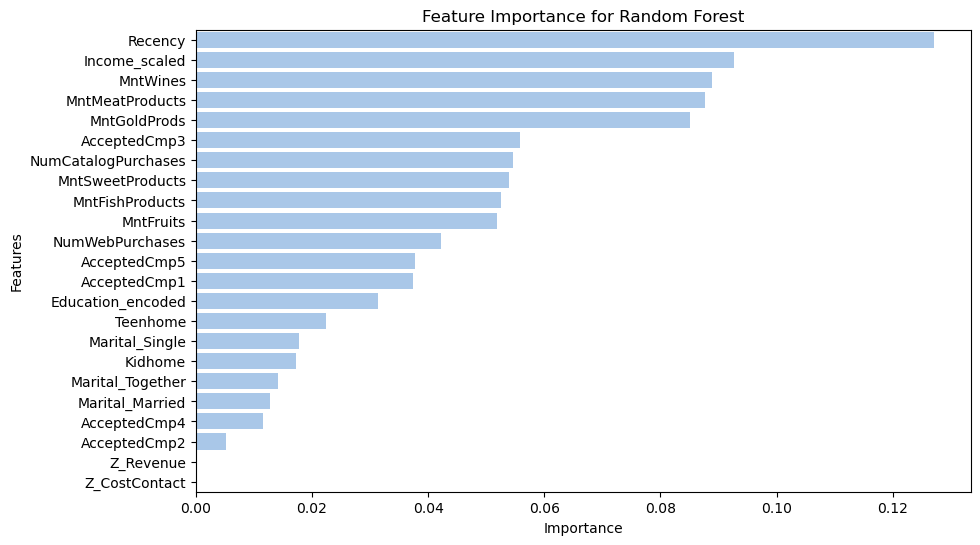 Feature Importance for Random Forest
Recency
Income_scaled
MntWines
MntMeatProducts
MntGoldProds
AcceptedCmp3
NumCatalogPurchases
MntSweetProducts
MntFishProducts
MntFruits
NumWebPurchases
AcceptedCmp5
AcceptedCmp1
Education_encoded
Teenhome
Marital_Single
Kidhome
Marital_Together
Marital_Married
AcceptedCmp4
AcceptedCmp2
Z_Revenue
Z_CostContact
Features
0.00 0.02 0.04 0.06 0.08 0.10 0.12
Importance